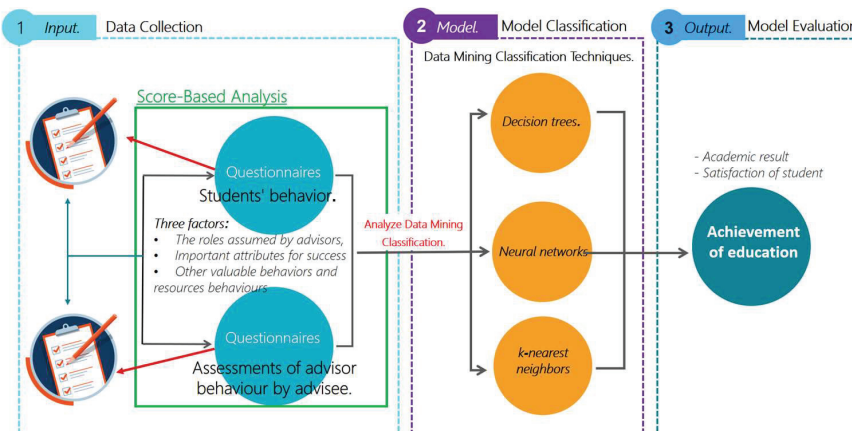 1 Input. Data Collection
2 Model. Model Classification
3 Output. Model Evaluation
Data Mining Classification Techniques.
Score-Based Analysis
Questionnaires
Students' behavior.
Three factors:
• The roles assumed by advisors,
• Important attributes for success
• Other valuable behaviors and
resources behaviours
Questionnaires
Assessments of advisor
behaviour by advisee.
Analyze Data Mining
Classification.
Decision trees.
Neural networks
k-nearest
neighbors
- Academic result
- Satisfaction of student
Achievement
of education